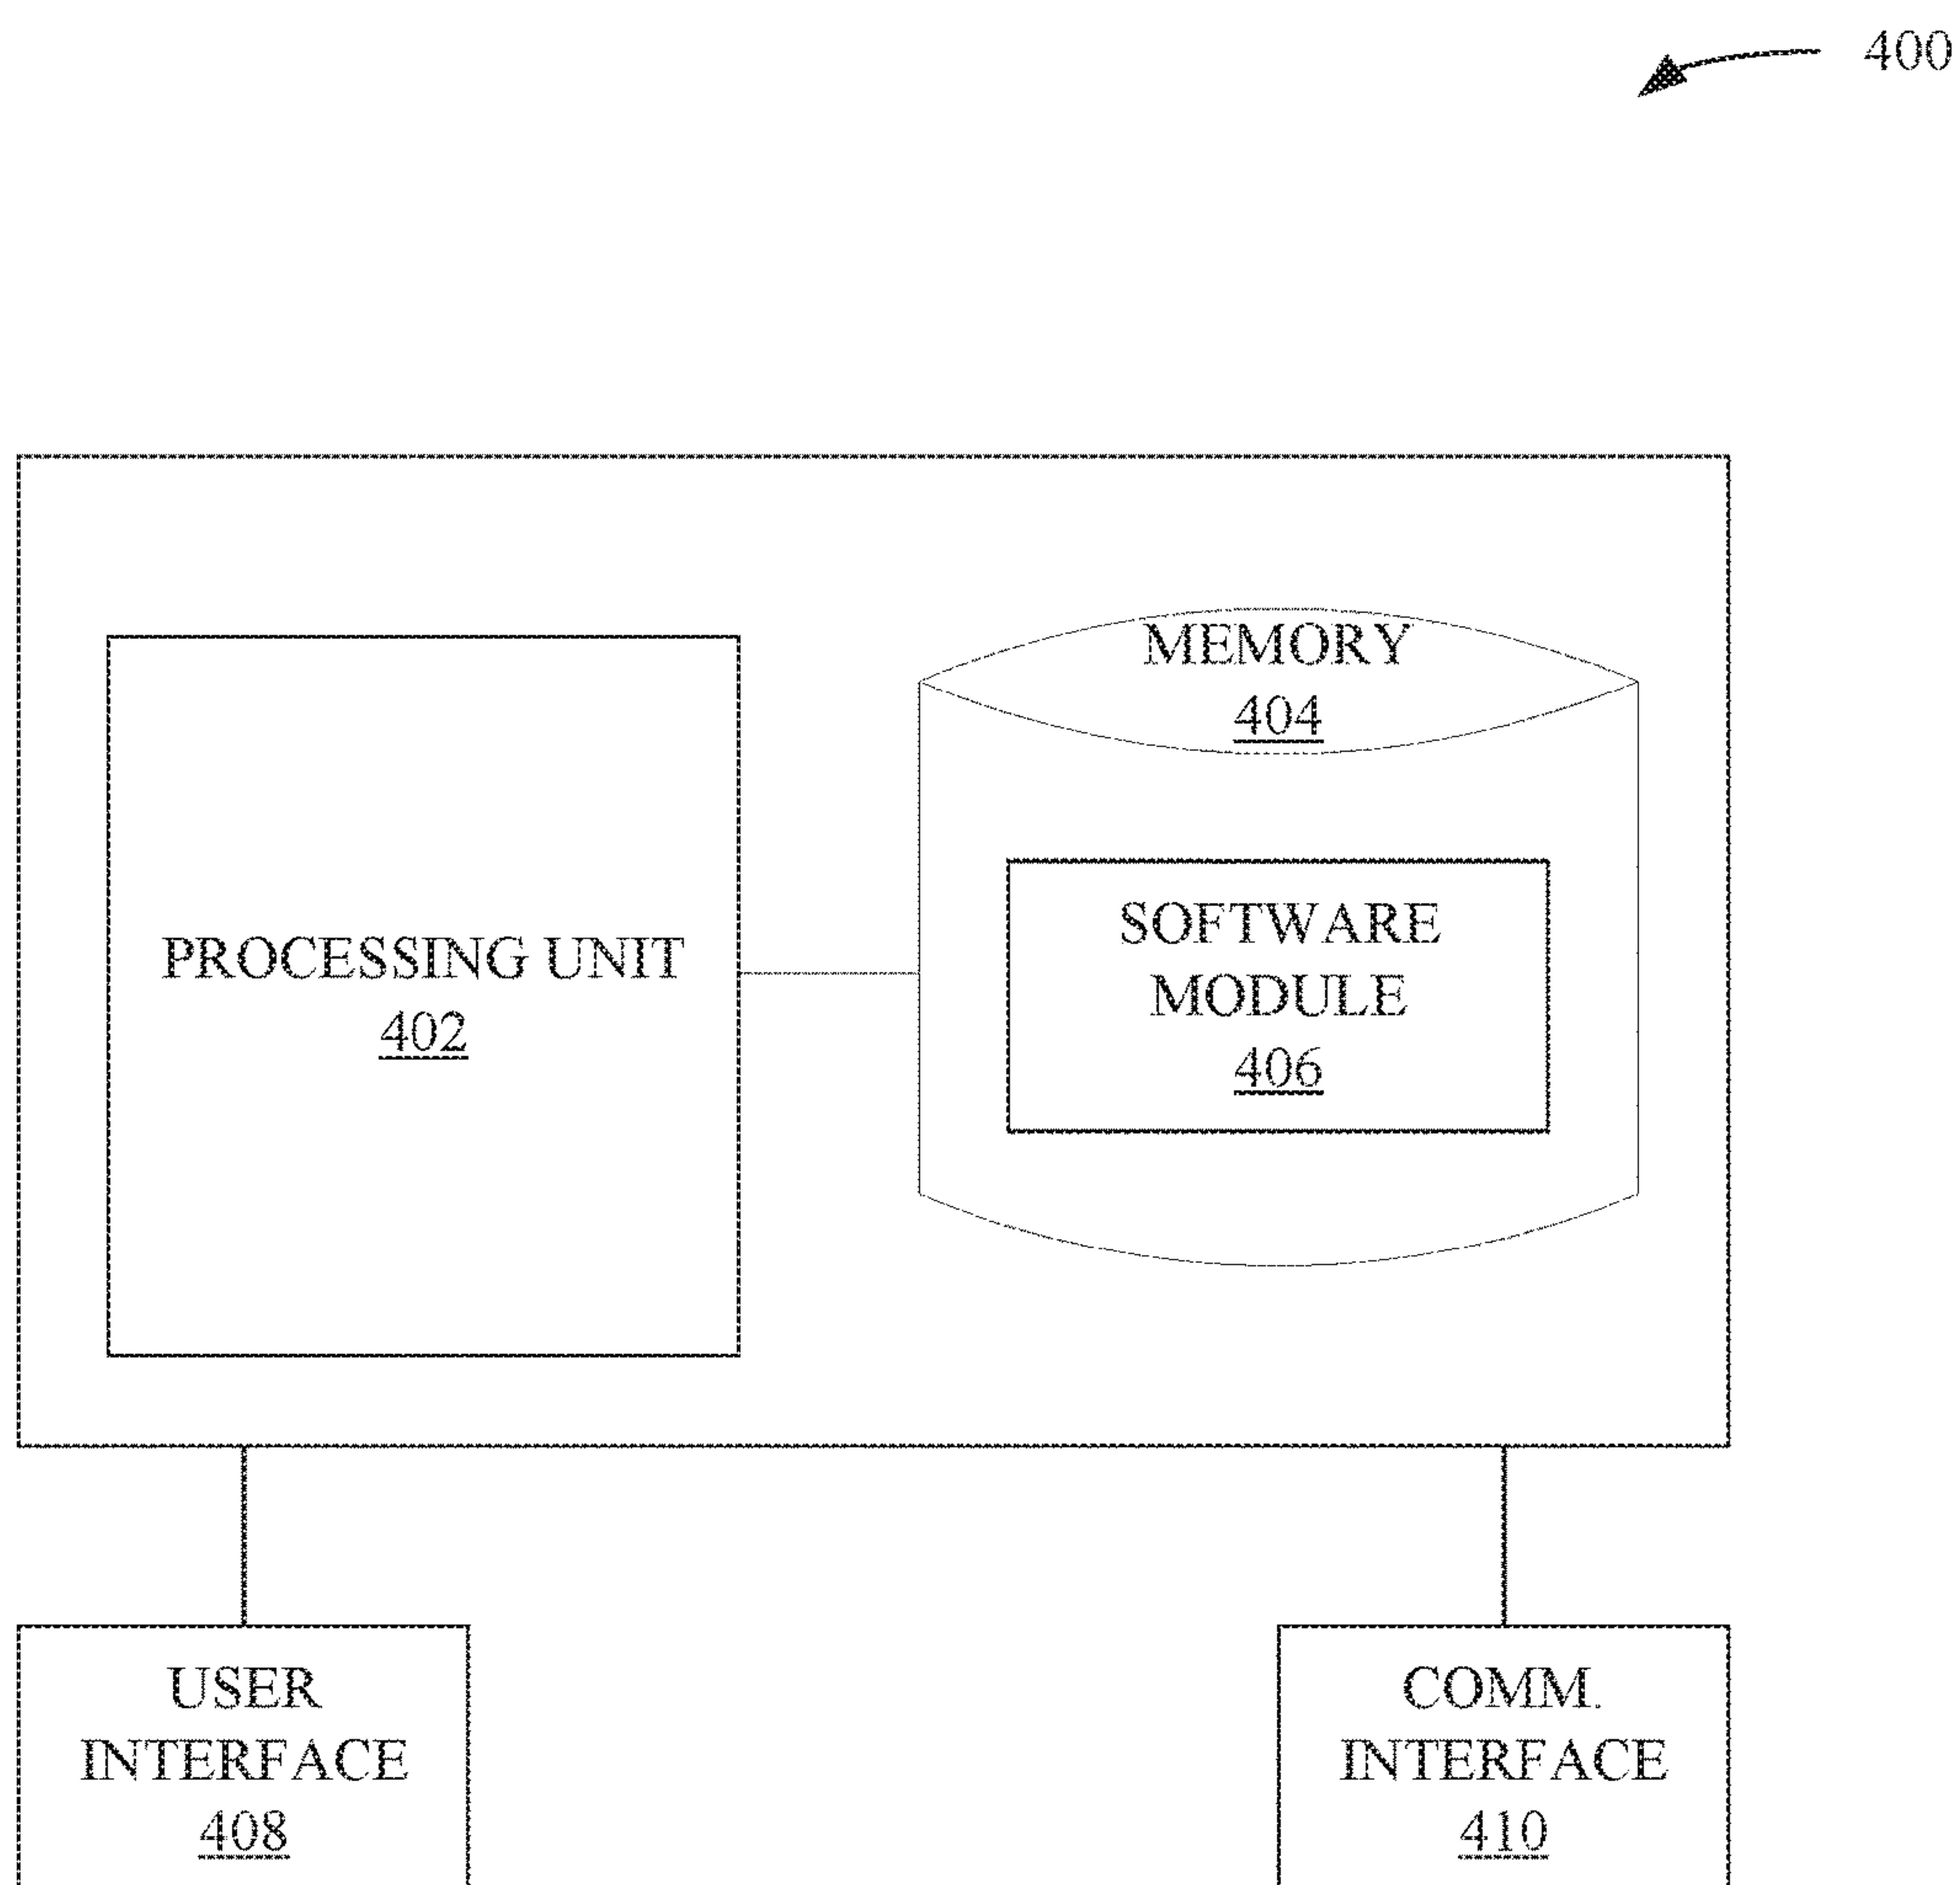 400
MEMORY
404
PROCESSING UNIT
402
SOFTWARE
MODULE
406
USER
INTERFACE
408
COMM.
INTERFACE
410